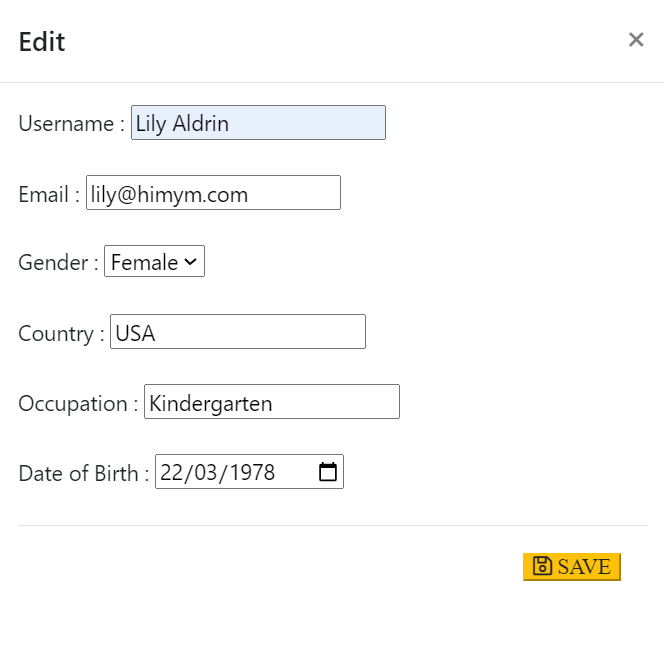 Edit ×
Username : Lily Aldrin
Email : lily@himym.com
Gender : Female
Country : USA
Occupation : Kindergarten
Date of Birth : 22/03/1978
SAVE